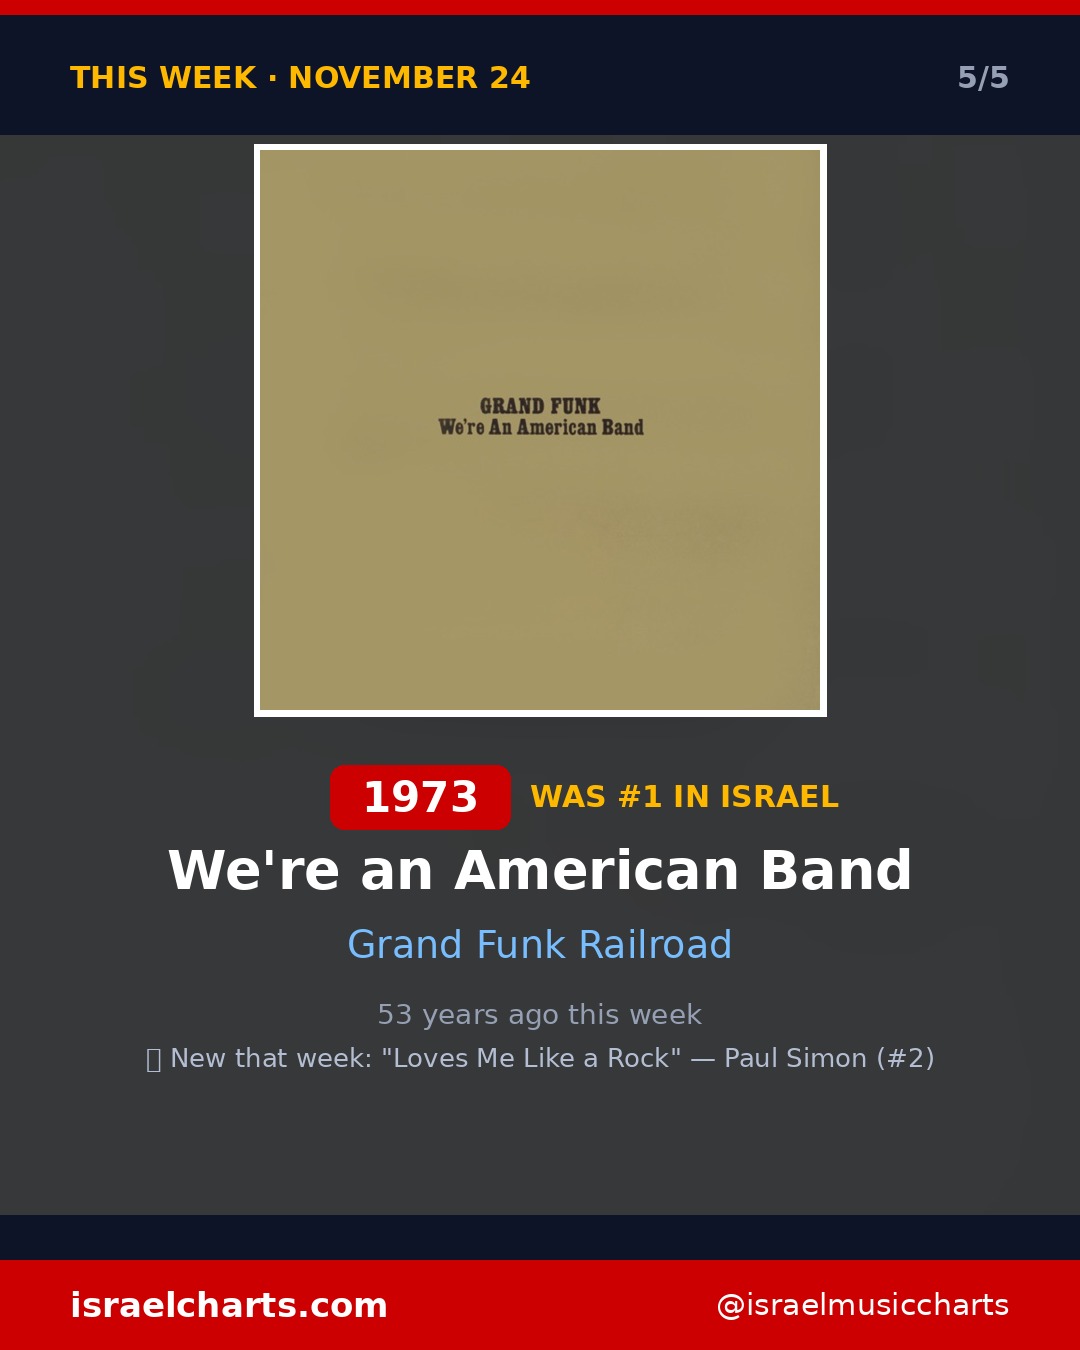 THIS WEEK · NOVEMBER 24
5/5
GRAND FUNK
We're An American Band
1973
WAS #1 IN ISRAEL
We're an American Band
Grand Funk Railroad
53 years ago this week
New that week: "Loves Me Like a Rock" — Paul Simon (#2)
israelcharts.com
@israelmusiccharts